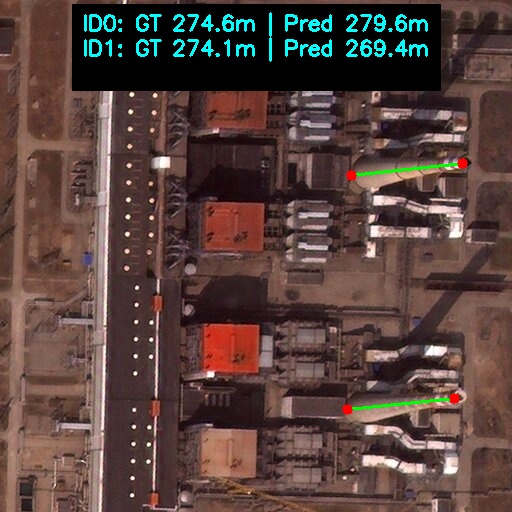 ID0: GT 274.6m | Pred 279.6m
ID1: GT 274.1m | Pred 269.4m